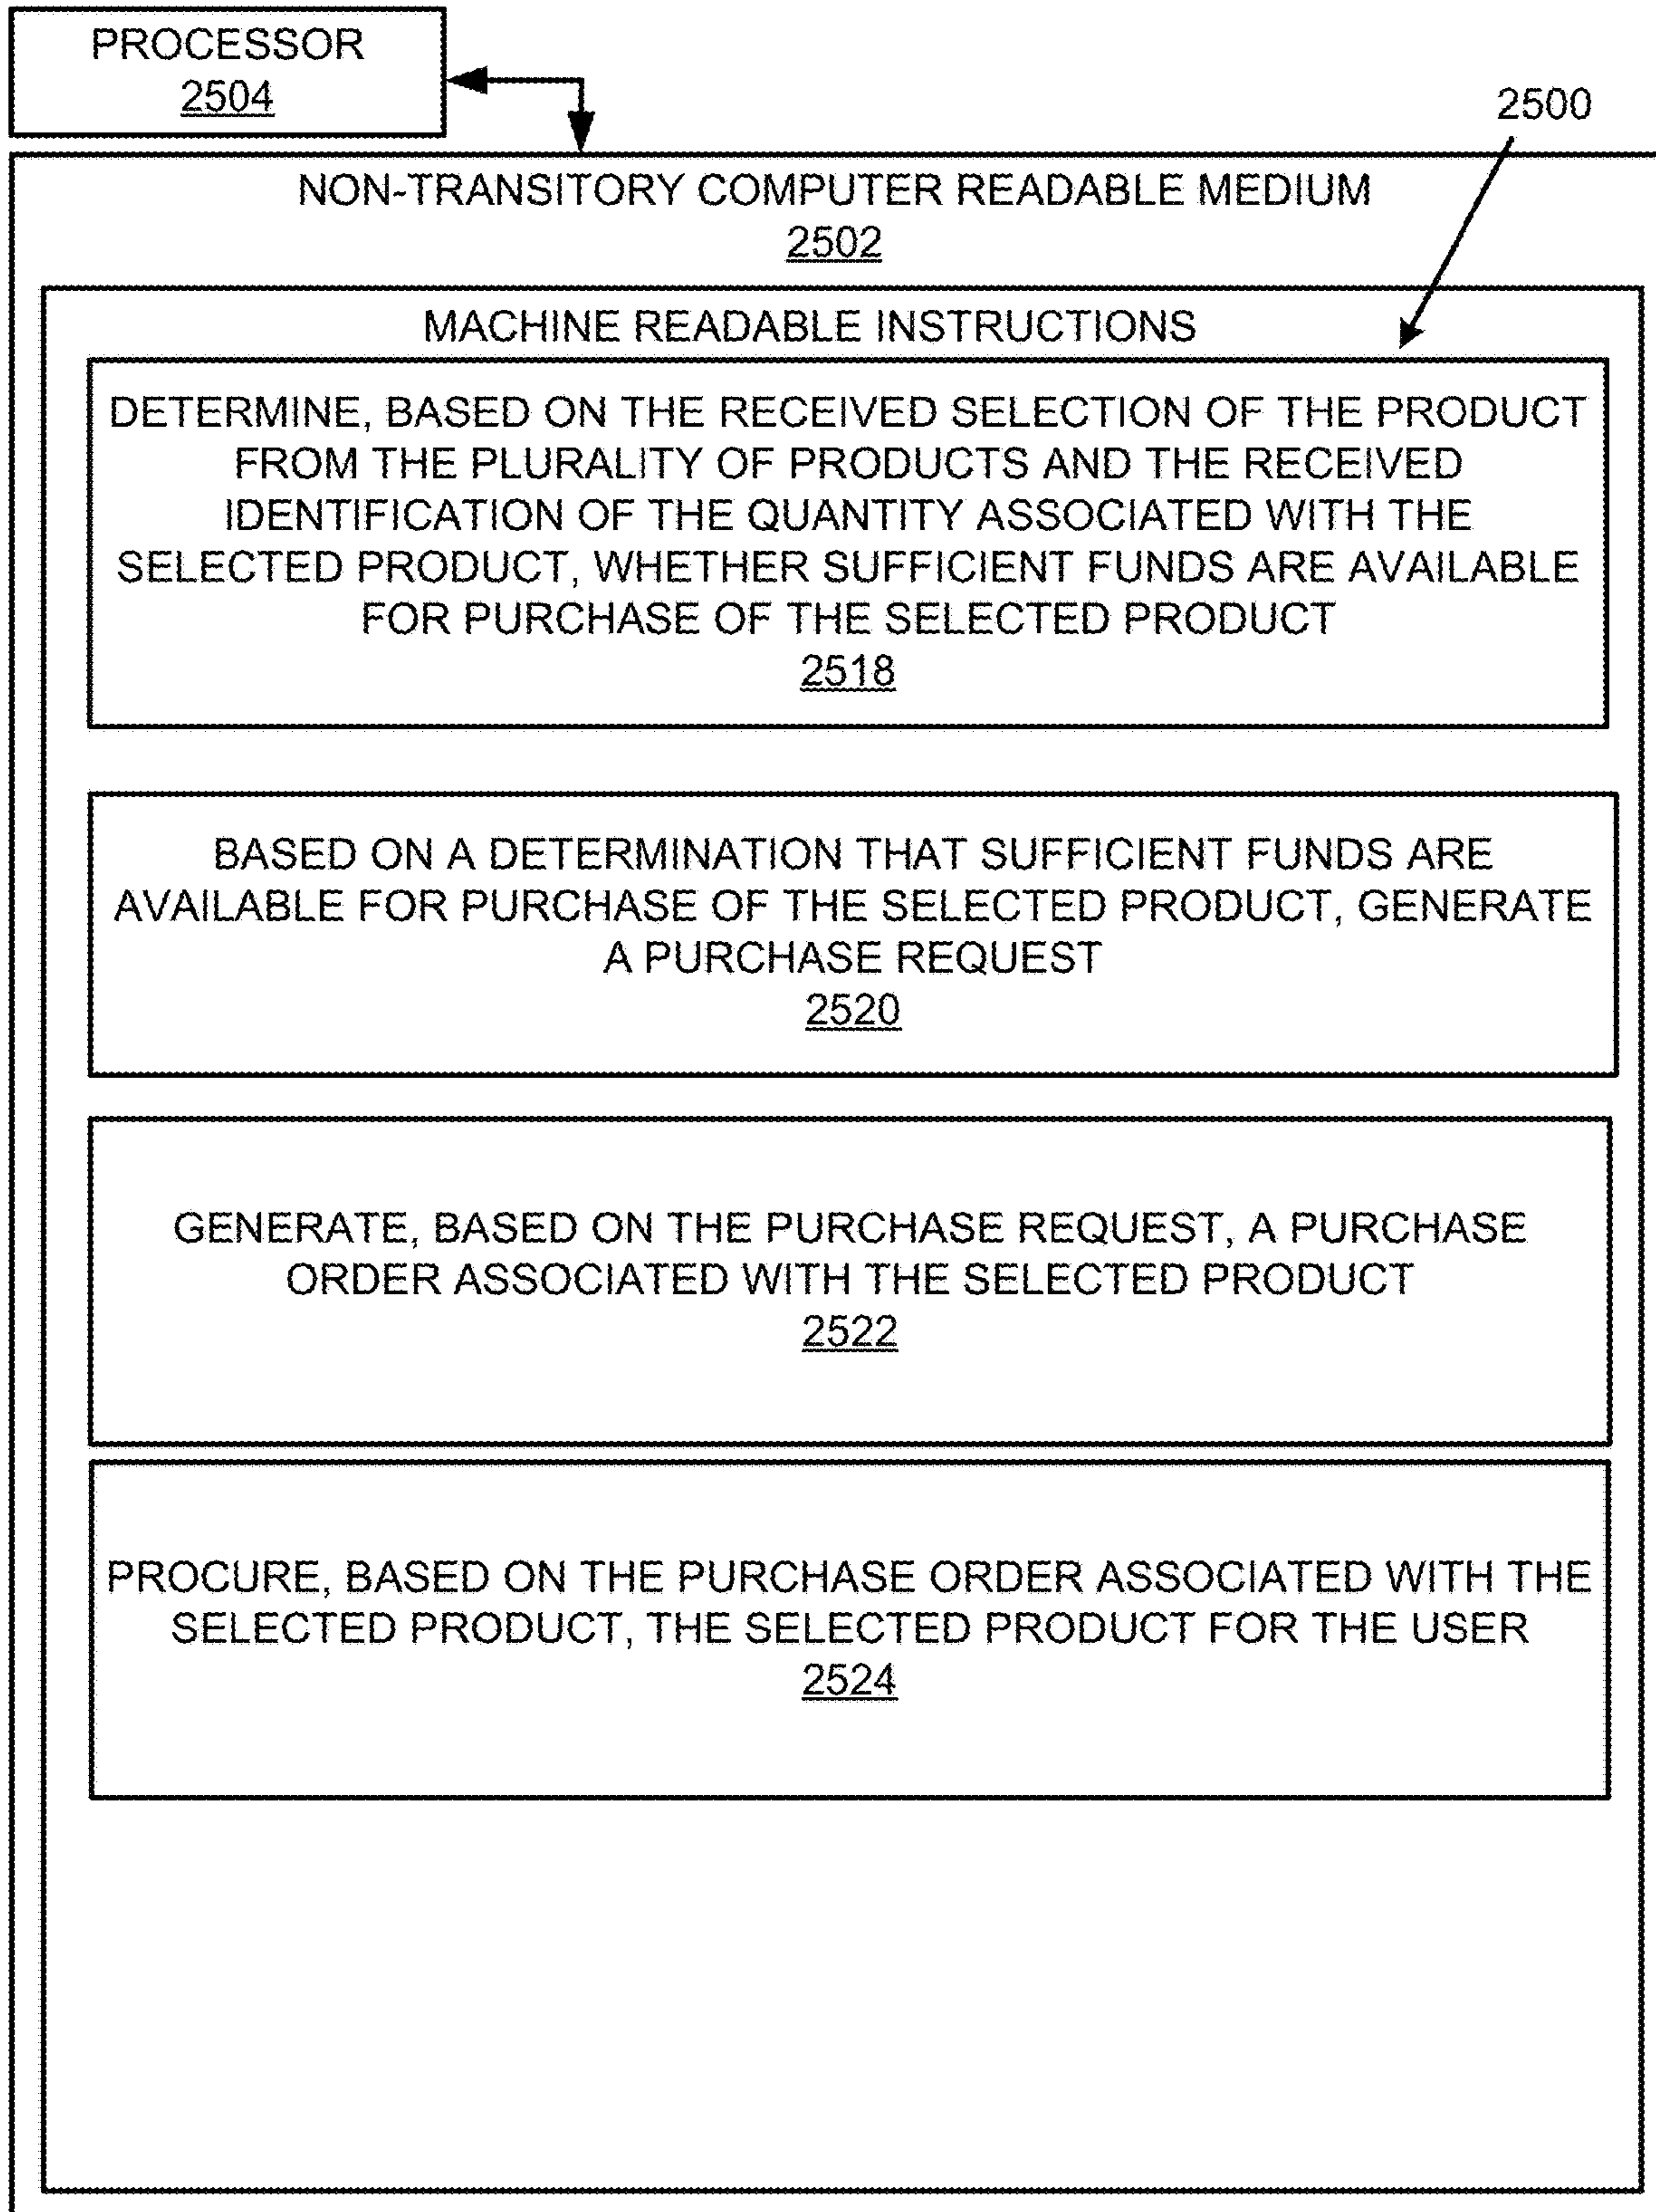 PROCESSOR
2504
2500
NON-TRANSITORY COMPUTER READABLE MEDIUM
2502
MACHINE READABLE INSTRUCTIONS
DETERMINE, BASED ON THE RECEIVED SELECTION OF THE PRODUCT
FROM THE PLURALITY OF PRODUCTS AND THE RECEIVED
IDENTIFICATION OF THE QUANTITY ASSOCIATED WITH THE
SELECTED PRODUCT, WHETHER SUFFICIENT FUNDS ARE AVAILABLE
FOR PURCHASE OF THE SELECTED PRODUCT
2518
BASED ON A DETERMINATION THAT SUFFICIENT FUNDS ARE
AVAILABLE FOR PURCHASE OF THE SELECTED PRODUCT, GENERATE
A PURCHASE REQUEST
2520
GENERATE, BASED ON THE PURCHASE REQUEST, A PURCHASE
ORDER ASSOCIATED WITH THE SELECTED PRODUCT
2522
PROCURE, BASED ON THE PURCHASE ORDER ASSOCIATED WITH THE
SELECTED PRODUCT, THE SELECTED PRODUCT FOR THE USER
2524